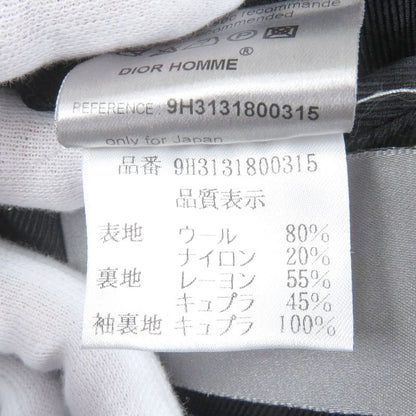 recommandé
DIOR HOMME®
REFERENCE : 9H3131800315
only for Japan
品番 9H3131800315
品質表示
表地 ウール 80%
ナイロン 20%
裏地 レーヨン 55%
キュプラ 45%
袖裏地 キュプラ 100%